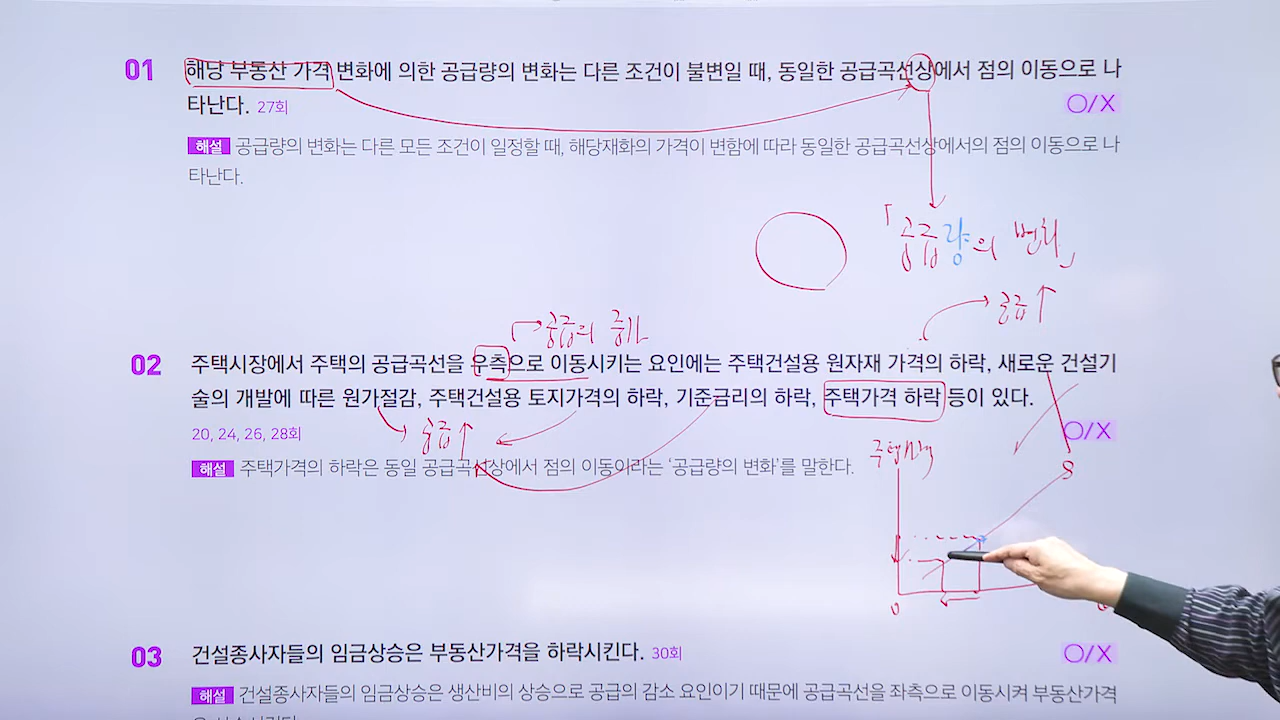 01 해당 부동산 가격 변화에 의한 공급량의 변화는 다른 조건이 불변일 때, 동일한 공급곡선상에서 점의 이동으로 나
타난다. 27회 O/X
해설 공급량의 변화는 다른 모든 조건이 일정할 때, 해당재화의 가격이 변함에 따라 동일한 공급곡선상에서의 점의 이동으로 나
타난다.
「공급량의 변화」
공급↑
공급의 증가
02 주택시장에서 주택의 공급곡선을 우측으로 이동시키는 요인에는 주택건설용 원자재 가격의 하락, 새로운 건설기
술의 개발에 따른 원가절감, 주택건설용 토지가격의 하락, 기준금리의 하락, 주택가격 하락 등이 있다.
20, 24, 26, 28회 O/X
공급↑
주택가격
해설 주택가격의 하락은 동일 공급곡선상에서 점의 이동이라는 ‘공급량의 변화’를 말한다.
S
0
03 건설종사자들의 임금상승은 부동산가격을 하락시킨다. 30회 O/X
해설 건설종사자들의 임금상승은 생산비의 상승으로 공급의 감소 요인이기 때문에 공급곡선을 좌측으로 이동시켜 부동산가격